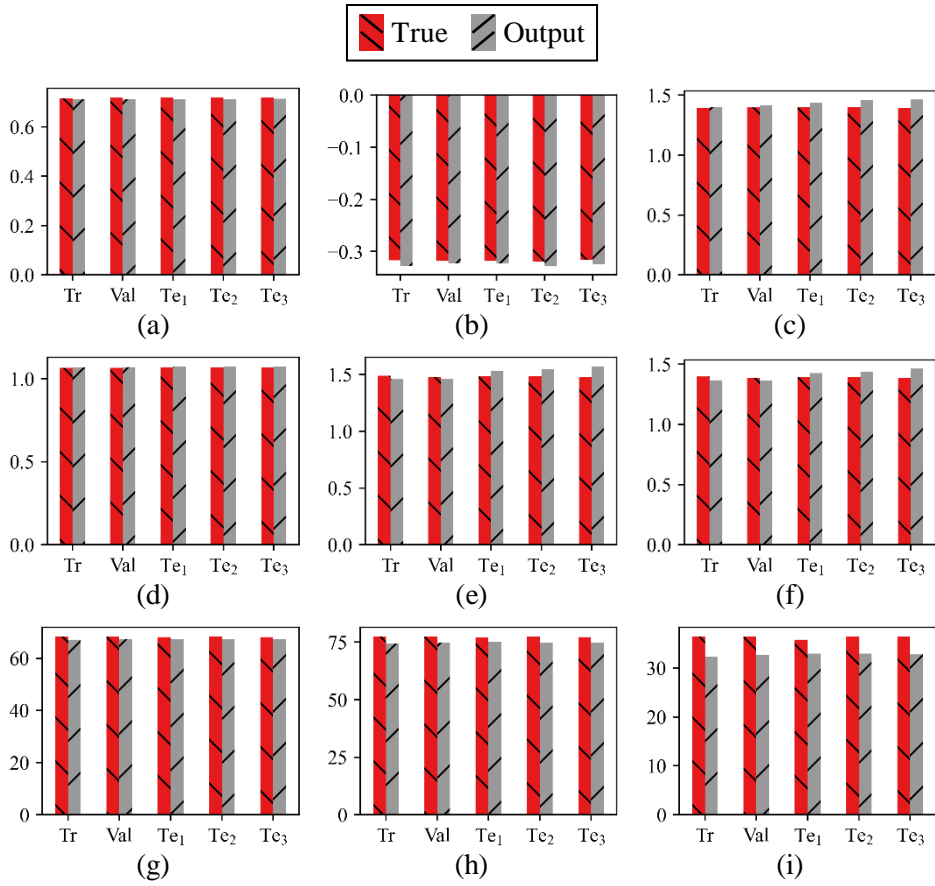 True Output
0.6
0.4
0.2
0.0
Tr Val Te₁ Te₂ Te₃
(a)
0.0
−0.1
−0.2
−0.3
Tr Val Te₁ Te₂ Te₃
(b)
1.5
1.0
0.5
0.0
Tr Val Te₁ Te₂ Te₃
(c)
1.0
0.5
0.0
Tr Val Te₁ Te₂ Te₃
(d)
1.5
1.0
0.5
0.0
Tr Val Te₁ Te₂ Te₃
(e)
1.5
1.0
0.5
0.0
Tr Val Te₁ Te₂ Te₃
(f)
60
40
20
0
Tr Val Te₁ Te₂ Te₃
(g)
75
50
25
0
Tr Val Te₁ Te₂ Te₃
(h)
30
20
10
0
Tr Val Te₁ Te₂ Te₃
(i)